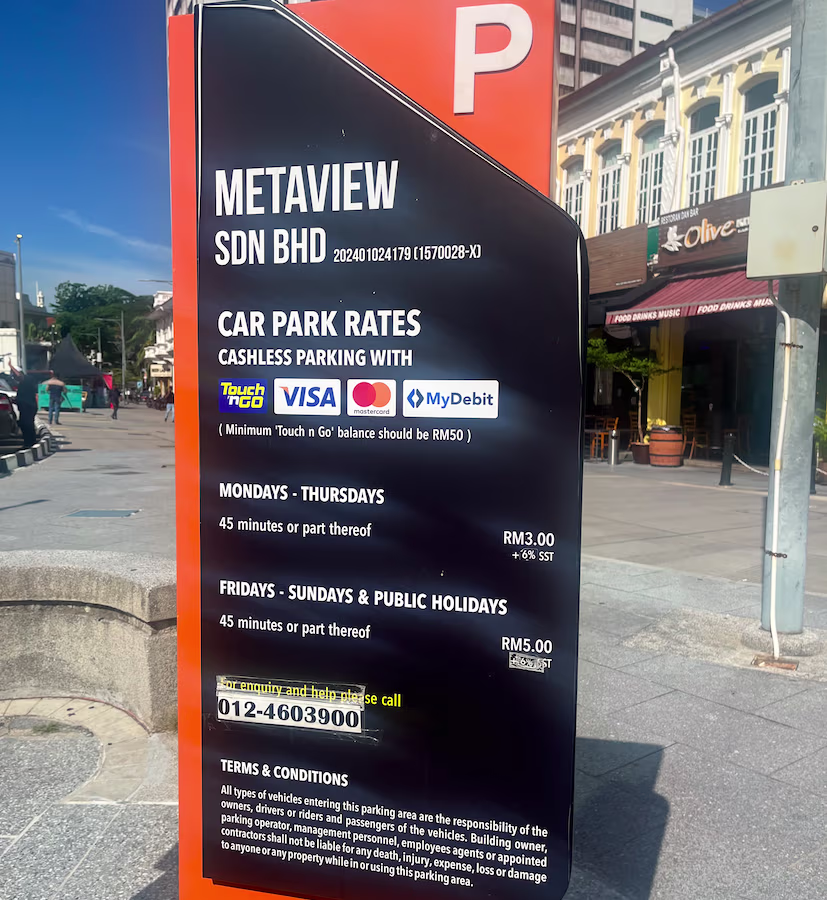 P
METAVIEW
SDN BHD 202401024179 (1570028-X)
CAR PARK RATES
CASHLESS PARKING WITH
Touch 'n GO VISA mastercard MyDebit
( Minimum 'Touch n Go' balance should be RM50 )
MONDAYS - THURSDAYS
45 minutes or part thereof
RM3.00
+ 6% SST
FRIDAYS - SUNDAYS & PUBLIC HOLIDAYS
45 minutes or part thereof
RM5.00
+ 6% SST
For enquiry and help please call
012-4603900
TERMS & CONDITIONS
All types of vehicles entering this parking area are the responsibility of the
owners, drivers or riders and passengers of the vehicles. Building owner,
parking operator, management personnel, employees agents or appointed
contractors shall not be liable for any death, injury, expense, loss or damage
to anyone or any property while in or using this parking area.
RESTORAN DAN BAR
Olive
FOOD DRINKS MUSIC FOOD DRINKS